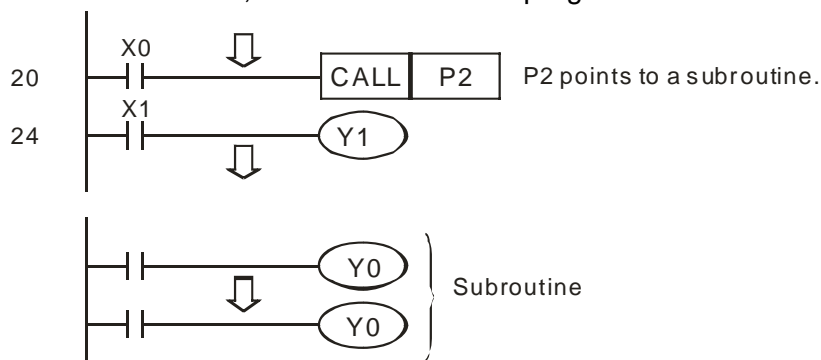 X0
20 CALL P2 P2 points to a subroutine.
X1
24 Y1
Y0
Subroutine
Y0